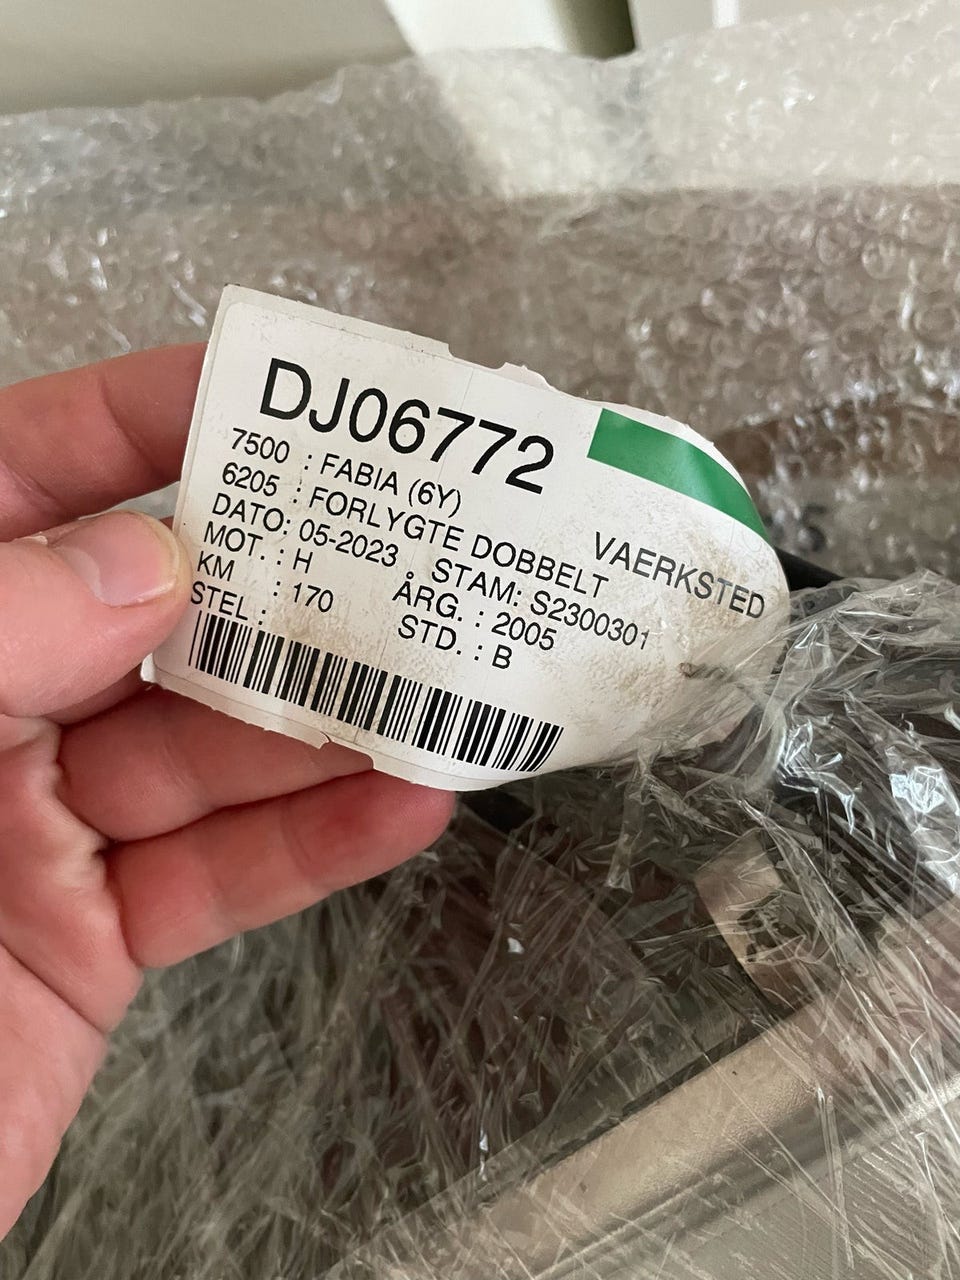 DJ06772
7500 : FABIA (6Y)
6205 : FORLYGTE DOBBELT VAERKSTED
DATO: 05-2023 STAM: S2300301
MOT. : H ÅRG. : 2005
KM : 170 STD. : B
STEL :